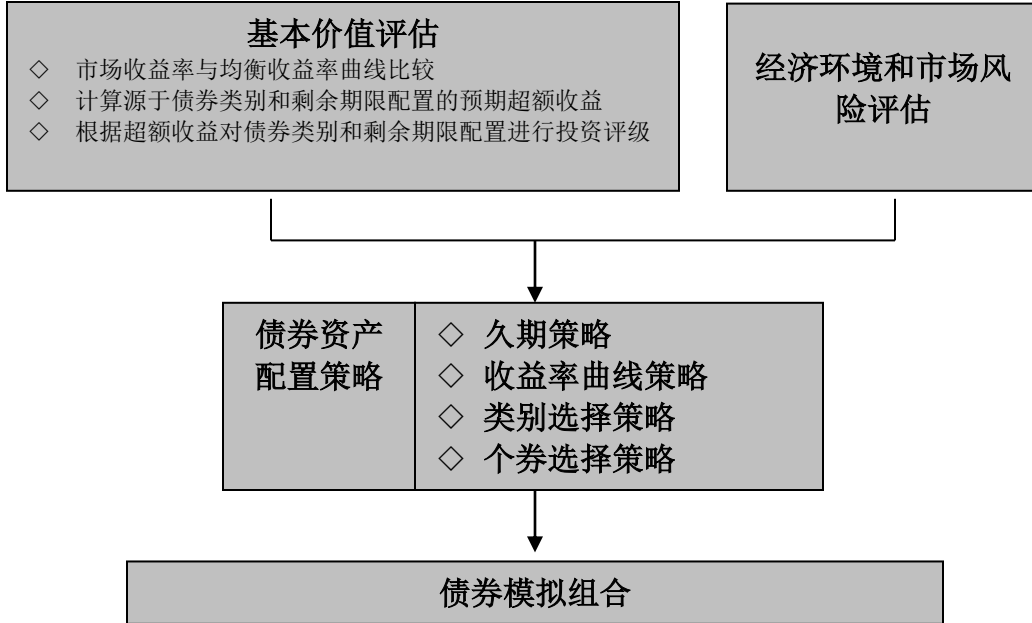 基本价值评估
◇ 市场收益率与均衡收益率曲线比较
◇ 计算源于债券类别和剩余期限配置的预期超额收益
◇ 根据超额收益对债券类别和剩余期限配置进行投资评级
经济环境和市场风
险评估
债券资产
配置策略
◇ 久期策略
◇ 收益率曲线策略
◇ 类别选择策略
◇ 个券选择策略
债券模拟组合